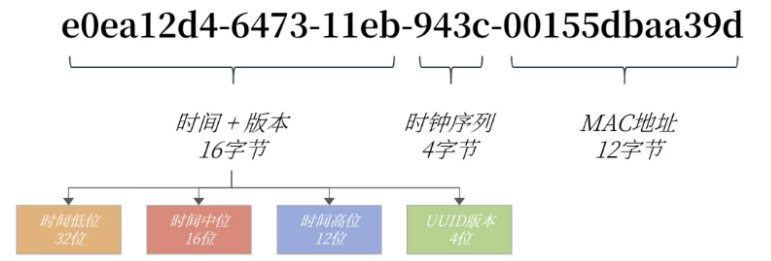 e0ea12d4-6473-11eb-943c-00155dbaa39d
时间 + 版本
16字节
时钟序列
4字节
MAC地址
12字节
时间低位
32位
时间中位
16位
时间高位
12位
UUID版本
4位